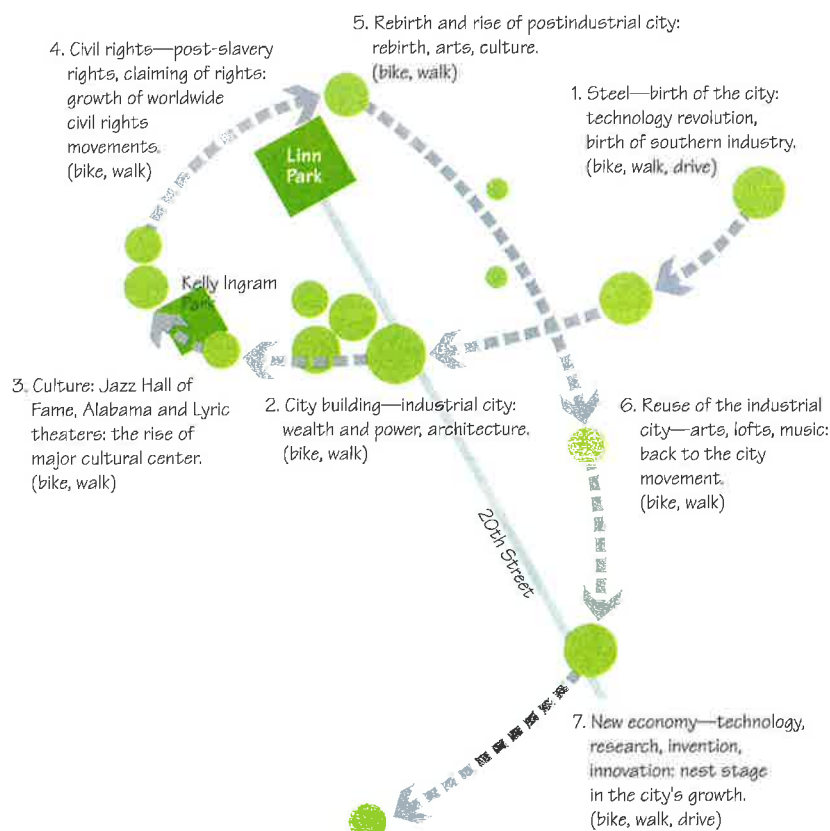 5. Rebirth and rise of postindustrial city:
rebirth, arts, culture.
(bike, walk)
4. Civil rights—post-slavery
rights, claiming of rights:
growth of worldwide
civil rights
movements.
(bike, walk)
1. Steel—birth of the city:
technology revolution,
birth of southern industry.
(bike, walk, drive)
Linn
Park
Kelly Ingram
Park
3. Culture: Jazz Hall of
Fame, Alabama and Lyric
theaters: the rise of
major cultural center.
(bike, walk)
2. City building—industrial city:
wealth and power, architecture.
(bike, walk)
6. Reuse of the industrial
city—arts, lofts, music:
back to the city
movement.
(bike, walk)
20th Street
7. New economy—technology,
research, invention,
innovation: nest stage
in the city's growth.
(bike, walk, drive)